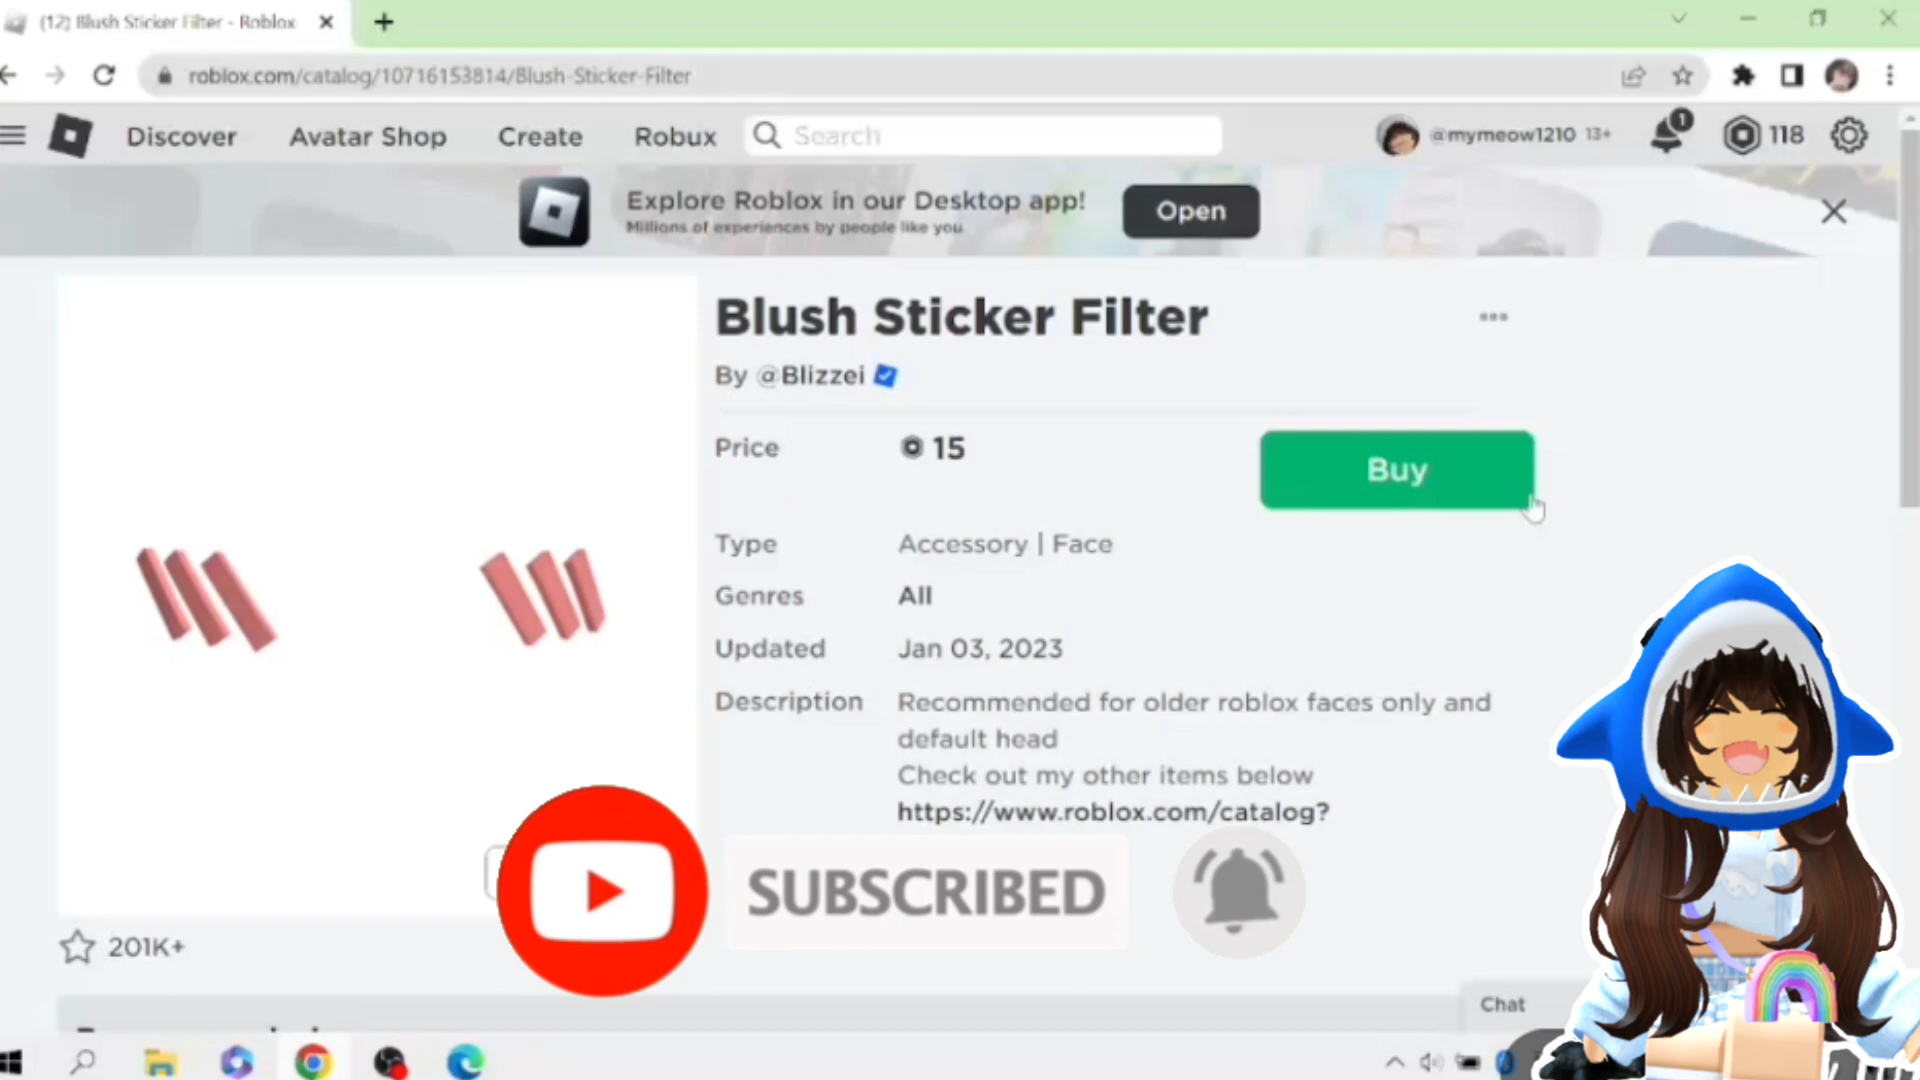 (12) Blush Sticker Filter - Roblox
roblox.com/catalog/10716153814/Blush-Sticker-Filter
Discover
Avatar Shop
Create
Robux
Search
@mymeow1210 13+
1
118
Explore Roblox in our Desktop app!
Millions of experiences by people like you
Open
Blush Sticker Filter
By @Blizzei
Price
15
Buy
Type
Accessory | Face
Genres
All
Updated
Jan 03, 2023
Description
Recommended for older roblox faces only and
default head
Check out my other items below
https://www.roblox.com/catalog?
SUBSCRIBED
201K+
Chat